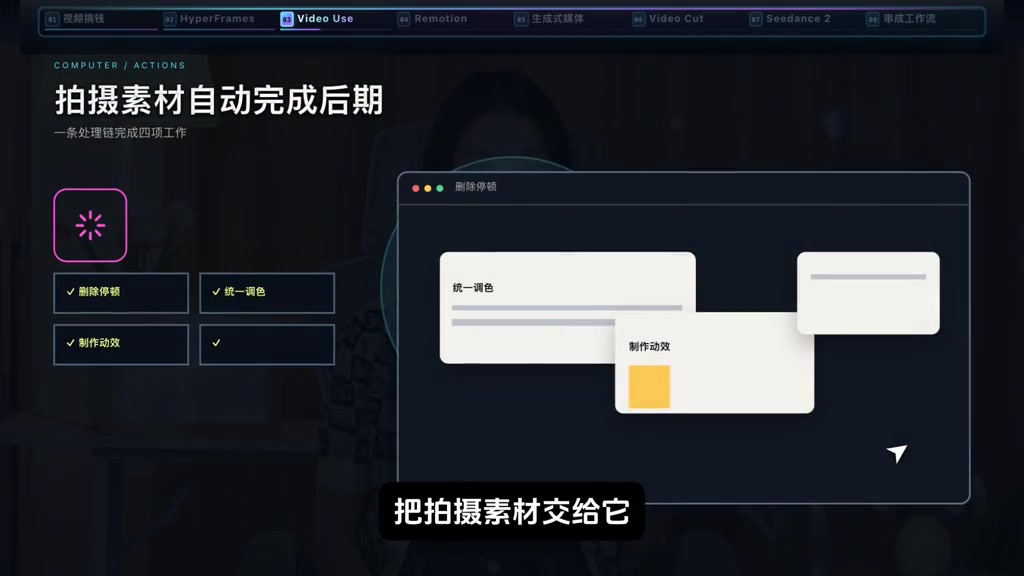 01 视频搞钱
02 HyperFrames
03 Video Use
04 Remotion
05 生成式媒体
06 Video Cut
07 Seedance 2
08 串成工作流
COMPUTER / ACTIONS
拍摄素材自动完成后期
一条处理链完成四项工作
✓ 删除停顿
✓ 统一调色
✓ 制作动效
✓
删除停顿
统一调色
制作动效
把拍摄素材交给它